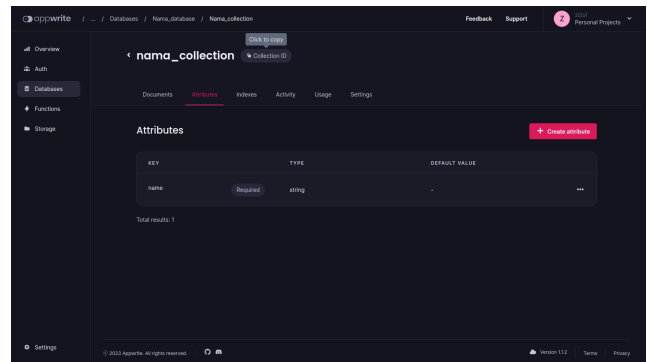 appwrite / ... / Databases / Nama_database / Nama_collection
Feedback Support
Z
Personal Projects
Click to copy
nama_collection
Collection ID
Overview
Auth
Databases
Functions
Storage
Documents Attributes Indexes Activity Usage Settings
Attributes
+ Create attribute
KEY TYPE DEFAULT VALUE
name Required string -
Total results: 1
Settings
© 2023 Appwrite. All rights reserved.
Version 1.1.2 Terms Privacy